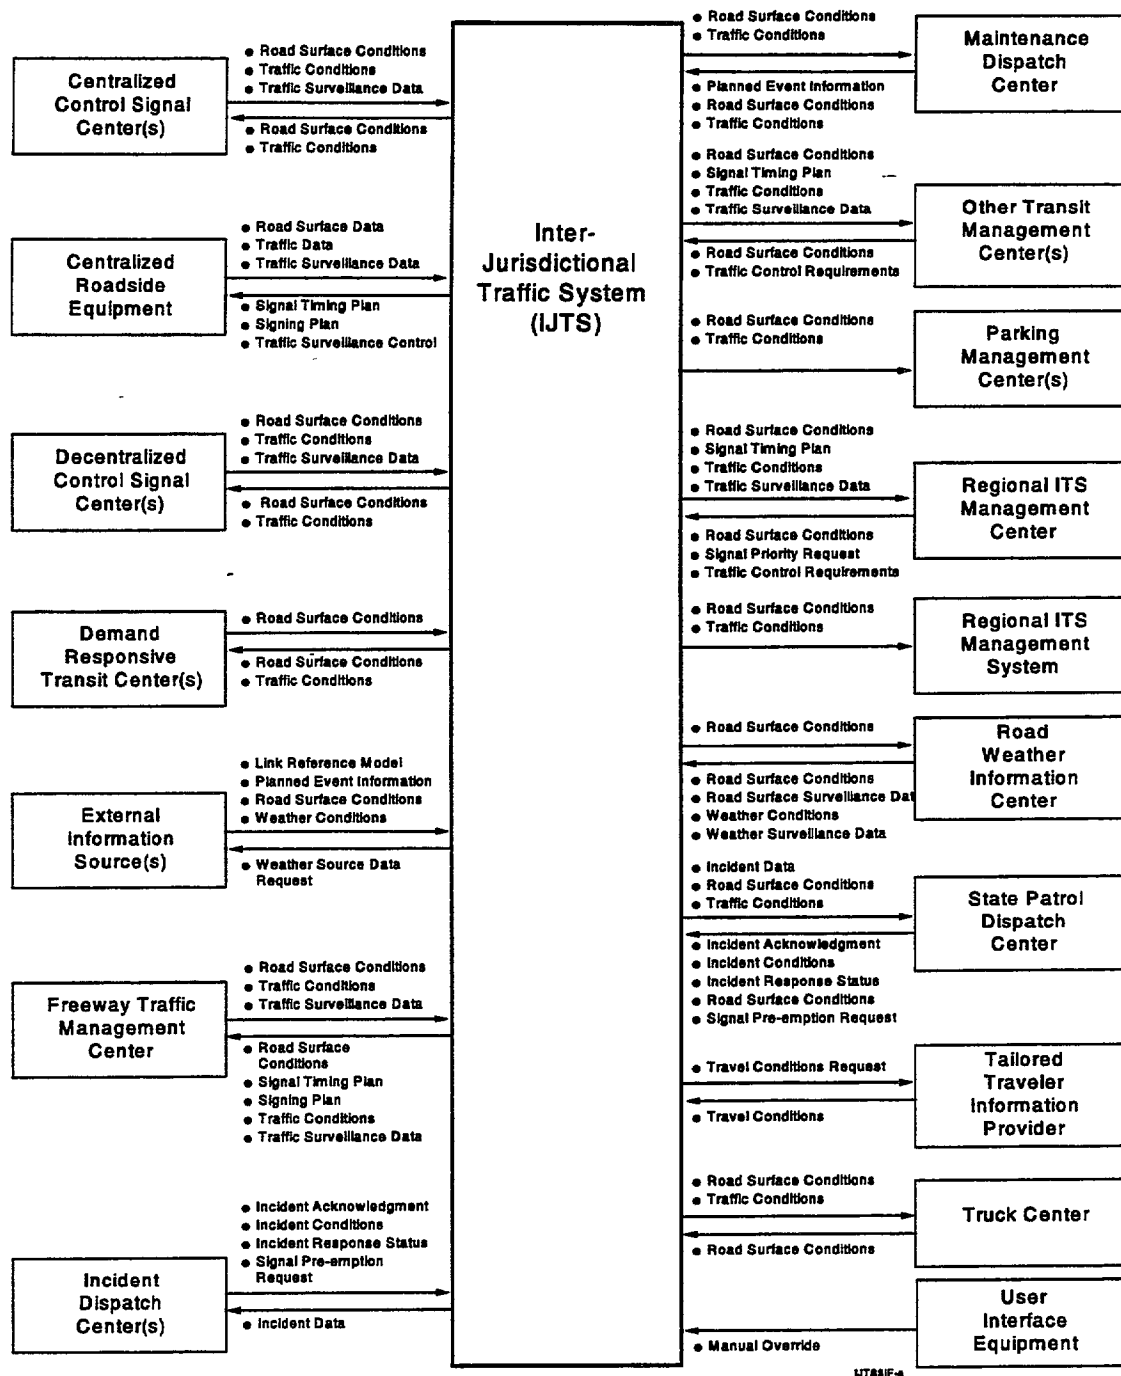 Centralized
Control Signal
Center(s)
● Road Surface Conditions
● Traffic Conditions
● Traffic Surveillance Data
● Road Surface Conditions
● Traffic Conditions
Centralized
Roadside
Equipment
● Road Surface Data
● Traffic Data
● Traffic Surveillance Data
● Signal Timing Plan
● Signing Plan
● Traffic Surveillance Control
Decentralized
Control Signal
Center(s)
● Road Surface Conditions
● Traffic Conditions
● Traffic Surveillance Data
● Road Surface Conditions
● Traffic Conditions
Demand
Responsive
Transit Center(s)
● Road Surface Conditions
● Road Surface Conditions
● Traffic Conditions
External
Information
Source(s)
● Link Reference Model
● Planned Event Information
● Road Surface Conditions
● Weather Conditions
● Weather Source Data
Request
Freeway Traffic
Management
Center
● Road Surface Conditions
● Traffic Conditions
● Traffic Surveillance Data
● Road Surface
Conditions
● Signal Timing Plan
● Signing Plan
● Traffic Conditions
● Traffic Surveillance Data
Incident
Dispatch
Center(s)
● Incident Acknowledgment
● Incident Conditions
● Incident Response Status
● Signal Pre-emption
Request
● Incident Data
Inter-
Jurisdictional
Traffic System
(IJTS)
● Road Surface Conditions
● Traffic Conditions
● Planned Event Information
● Road Surface Conditions
● Traffic Conditions
Maintenance
Dispatch
Center
● Road Surface Conditions
● Signal Timing Plan
● Traffic Conditions
● Traffic Surveillance Data
● Road Surface Conditions
● Traffic Control Requirements
Other Transit
Management
Center(s)
● Road Surface Conditions
● Traffic Conditions
Parking
Management
Center(s)
● Road Surface Conditions
● Signal Timing Plan
● Traffic Conditions
● Traffic Surveillance Data
● Road Surface Conditions
● Signal Priority Request
● Traffic Control Requirements
Regional ITS
Management
Center
● Road Surface Conditions
● Traffic Conditions
Regional ITS
Management
System
● Road Surface Conditions
● Road Surface Conditions
● Road Surface Surveillance Dat
● Weather Conditions
● Weather Surveillance Data
Road
Weather
Information
Center
● Incident Data
● Road Surface Conditions
● Traffic Conditions
● Incident Acknowledgment
● Incident Conditions
● Incident Response Status
● Road Surface Conditions
● Signal Pre-emption Request
State Patrol
Dispatch
Center
● Travel Conditions Request
● Travel Conditions
Tailored
Traveler
Information
Provider
● Road Surface Conditions
● Traffic Conditions
● Road Surface Conditions
Truck Center
● Manual Override
User
Interface
Equipment